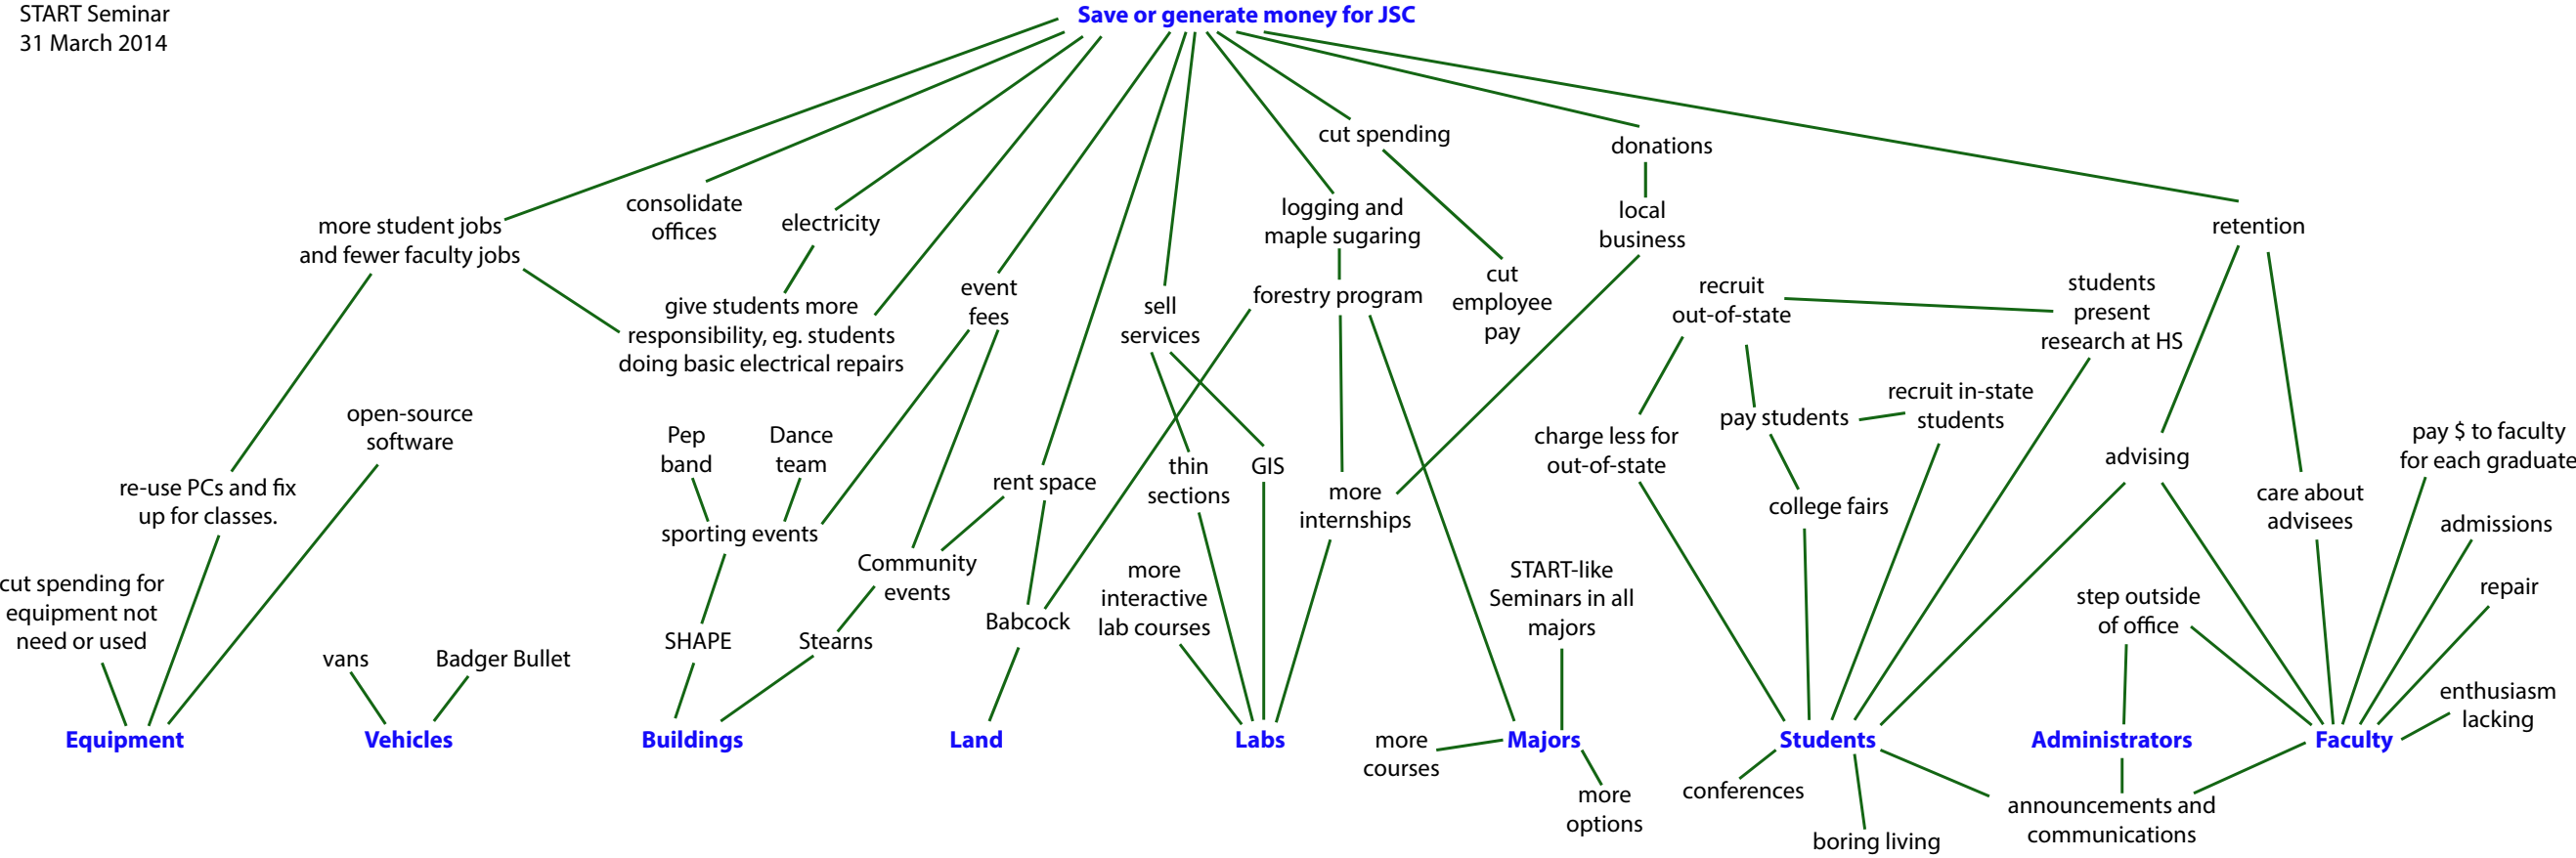 START Seminar
31 March 2014
Save or generate money for JSC
cut spending
donations
consolidate
offices
electricity
more student jobs
and fewer faculty jobs
logging and
maple sugaring
local
business
retention
give students more
responsibility, eg. students
doing basic electrical repairs
event
fees
sell
services
forestry program
cut
employee
pay
recruit
out-of-state
students
present
research at HS
open-source
software
Pep
band
Dance
team
re-use PCs and fix
up for classes.
rent space
thin
sections
GIS
more
internships
charge less for
out-of-state
pay students
recruit in-state
students
college fairs
advising
care about
advisees
pay $ to faculty
for each graduate
admissions
sporting events
Community
events
cut spending for
equipment not
need or used
vans
Badger Bullet
SHAPE
Stearns
Babcock
more
interactive
lab courses
START-like
Seminars in all
majors
step outside
of office
repair
enthusiasm
lacking
Equipment
Vehicles
Buildings
Land
Labs
more
courses
Majors
Students
Administrators
Faculty
more
options
conferences
boring living
announcements and
communications